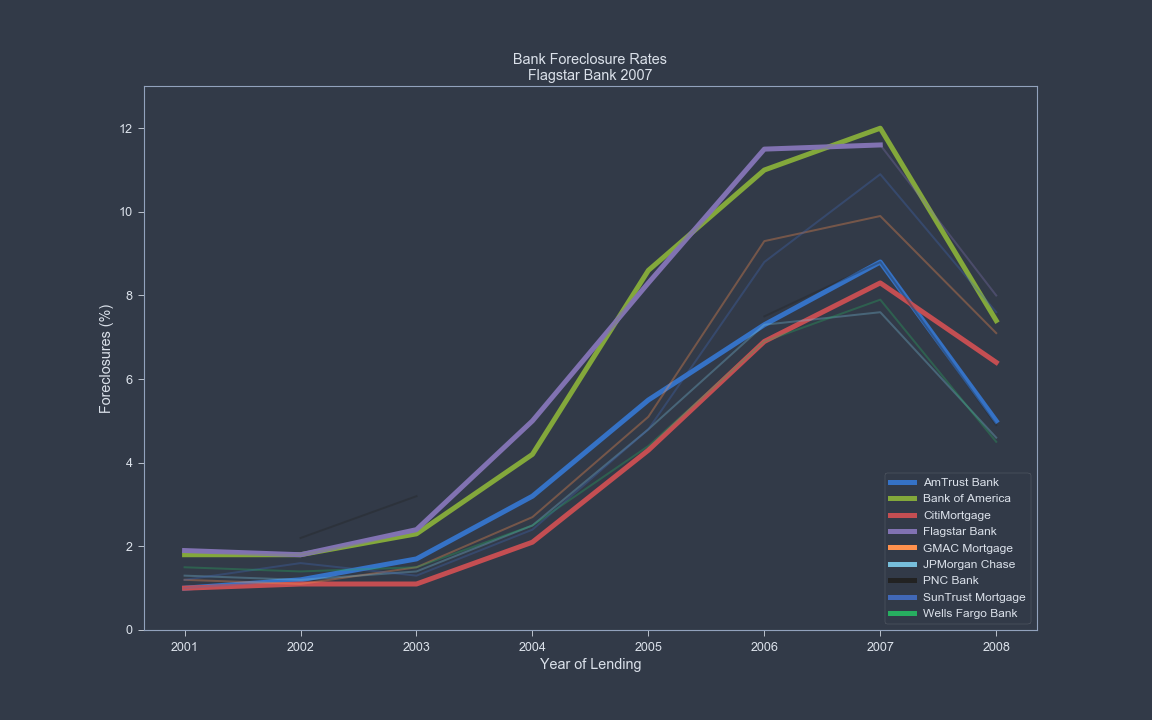 Bank Foreclosure Rates
Flagstar Bank 2007
Foreclosures (%)
12
10
8
6
4
2
0
AmTrust Bank
Bank of America
CitiMortgage
Flagstar Bank
GMAC Mortgage
JPMorgan Chase
PNC Bank
SunTrust Mortgage
Wells Fargo Bank
2001 2002 2003 2004 2005 2006 2007 2008
Year of Lending